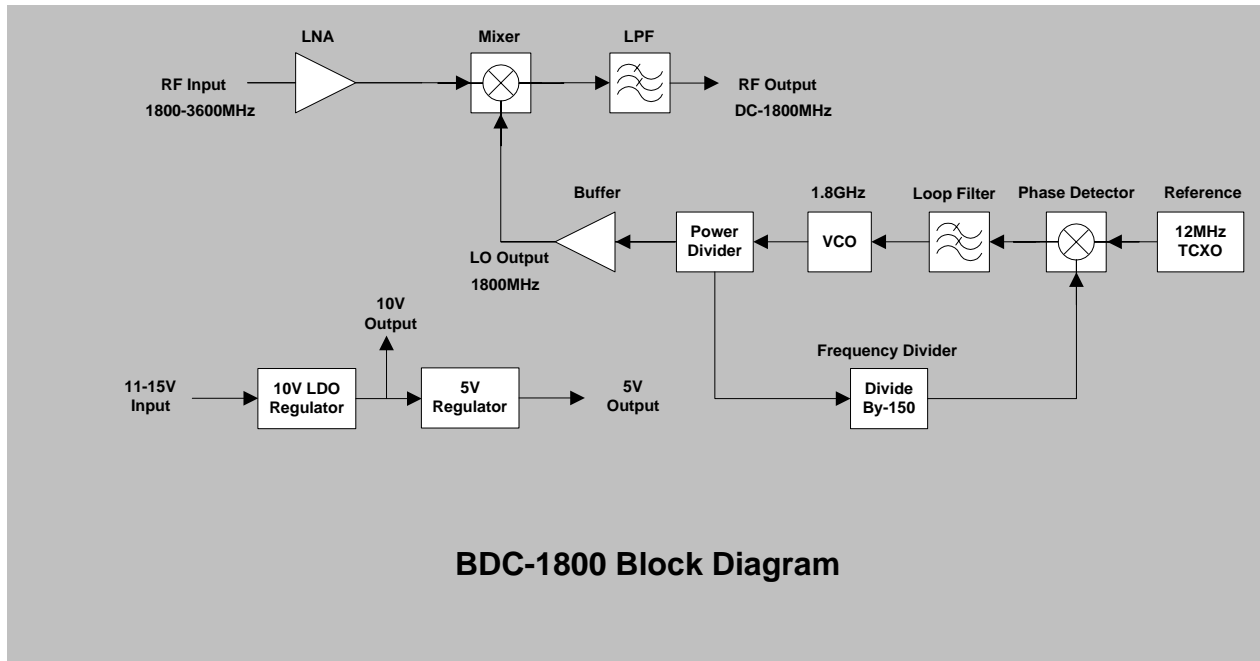 LNA
Mixer
LPF
RF Input
1800-3600MHz
RF Output
DC-1800MHz
Buffer
1.8GHz
Loop Filter
Phase Detector
Reference
Power
Divider
VCO
12MHz
TCXO
LO Output
1800MHz
10V
Output
Frequency Divider
11-15V
Input
10V LDO
Regulator
5V
Regulator
5V
Output
Divide
By-150
BDC-1800 Block Diagram